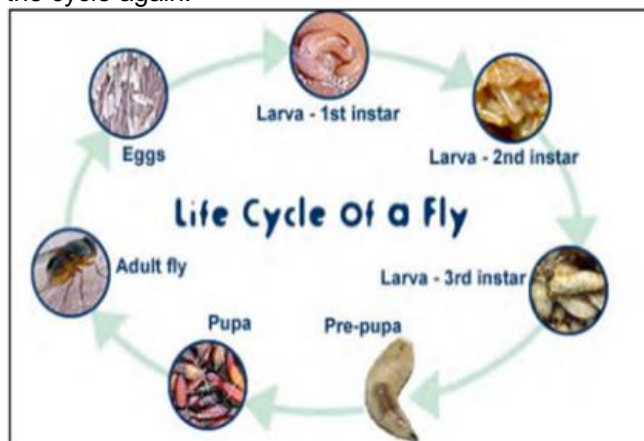 the cycle again.
Larva - 1st instar
Eggs
Larva - 2nd instar
Life Cycle of a Fly
Adult fly
Larva - 3rd instar
Pupa
Pre-pupa